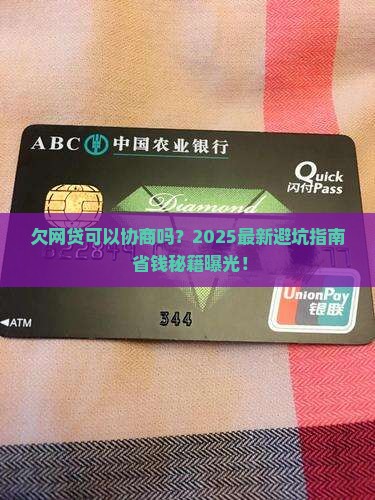 ABC 中国农业银行
Quick
闪付Pass
Diamond
欠网贷可以协商吗？2025最新避坑指南
省钱秘籍曝光！
UnionPay
银联
◀ATM
344